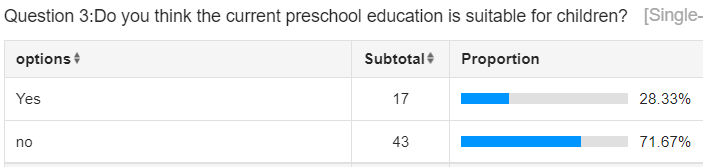 Question 3:Do you think the current preschool education is suitable for children? [Single-
options Subtotal Proportion
Yes 17 28.33%
no 43 71.67%